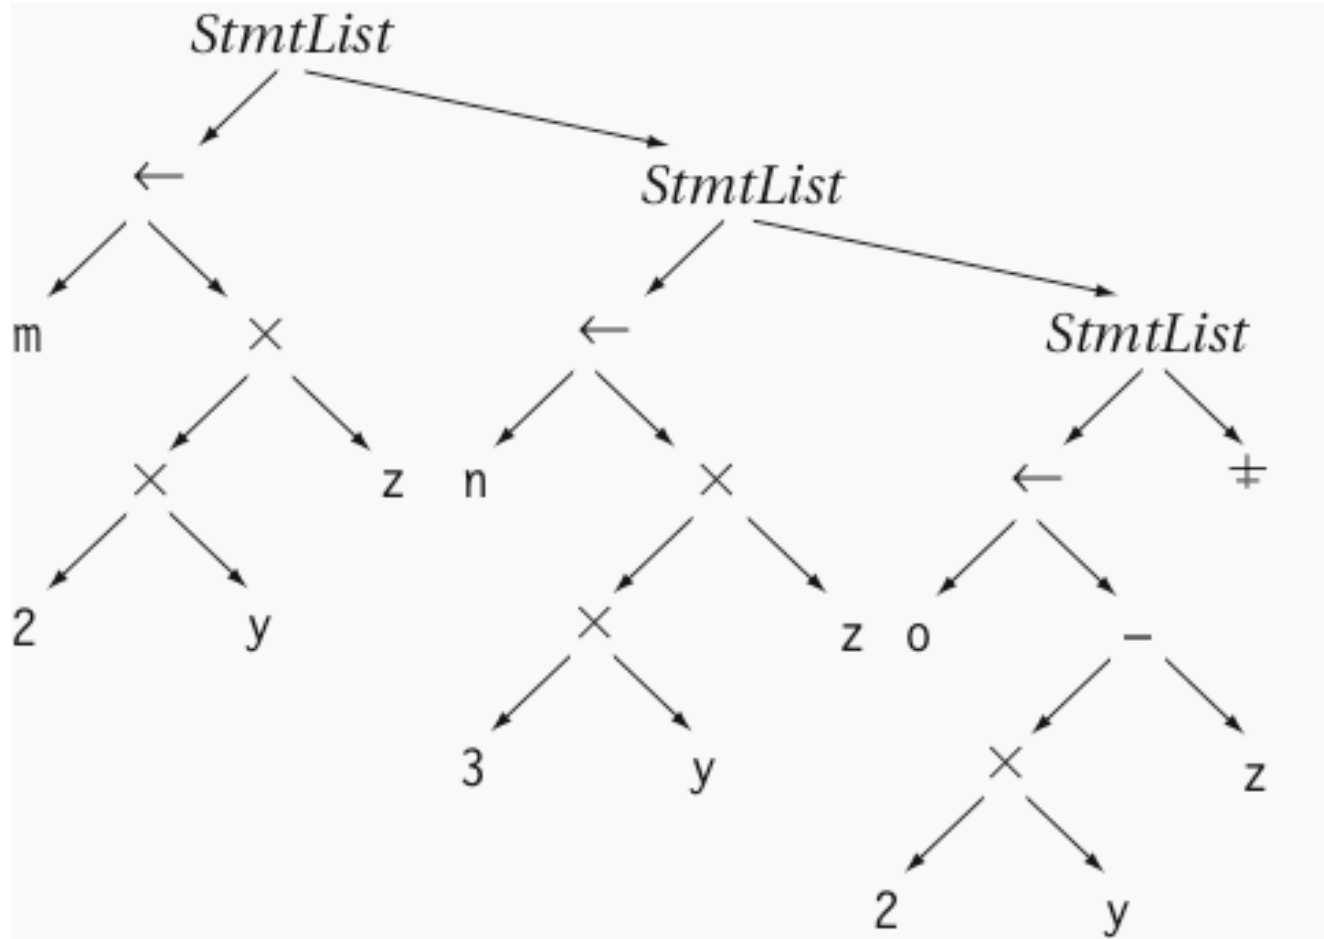 StmtList
← StmtList
m × ← StmtList
× z n × ← ⏚
2 y × z o −
3 y × z
2 y